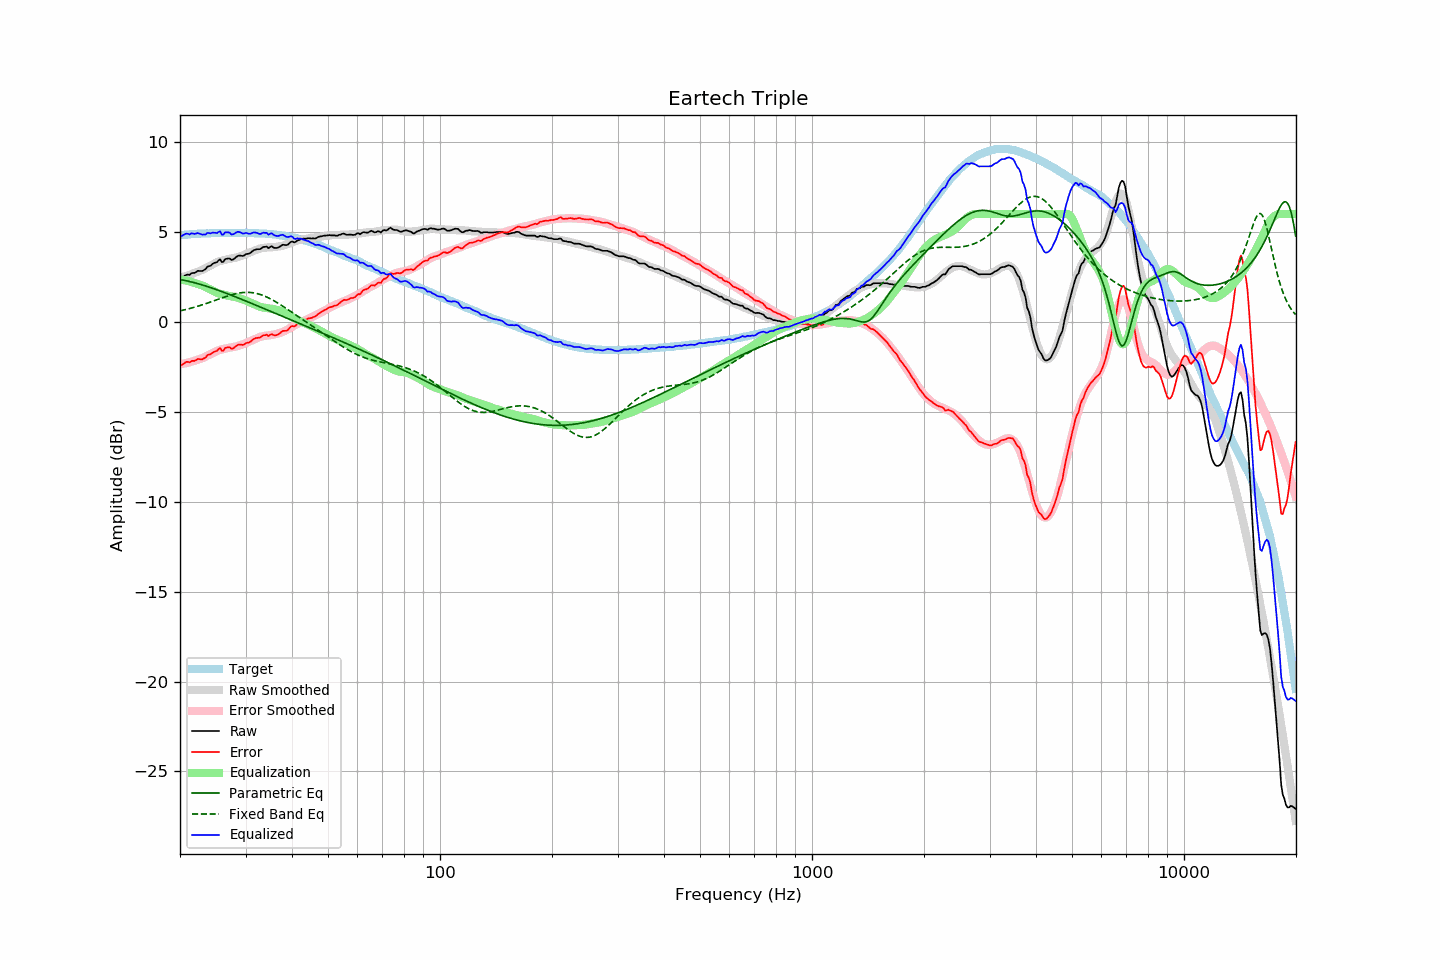 Eartech Triple
10
5
0
−5
−10
−15
−20
−25
Amplitude (dBr)
Target
Raw Smoothed
Error Smoothed
Raw
Error
Equalization
Parametric Eq
Fixed Band Eq
Equalized
100
1000
10000
Frequency (Hz)